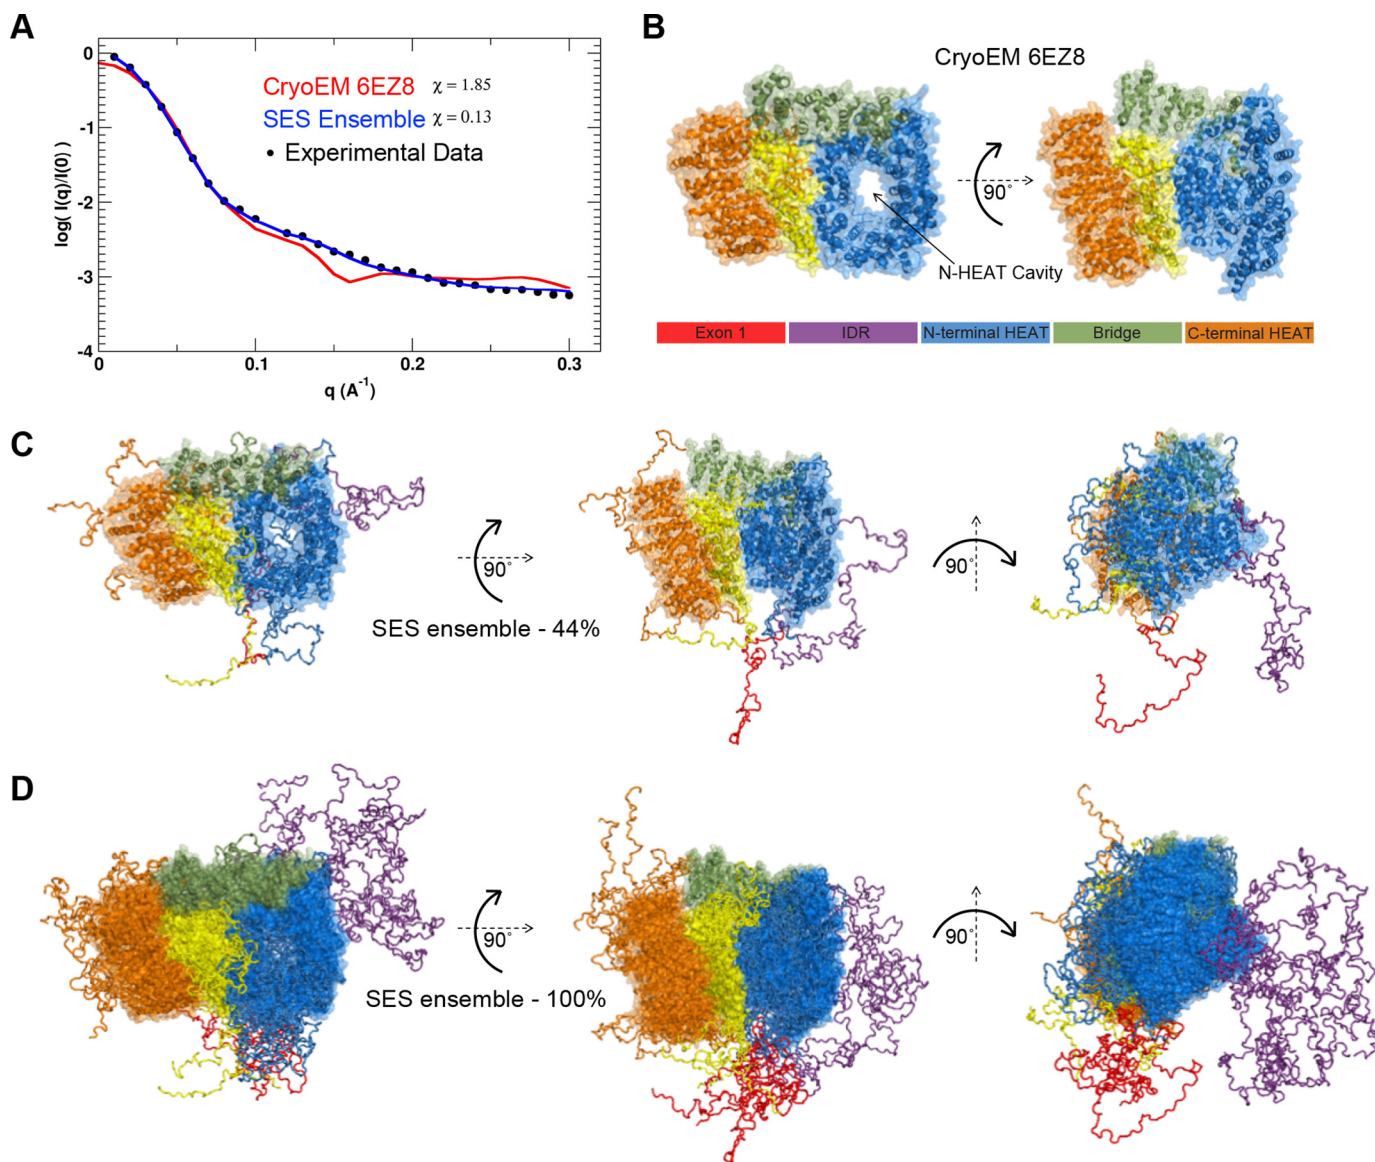 A
0
-1
-2
-3
-4
log( I(q)/I(0) )
CryoEM 6EZ8 χ = 1.85
SES Ensemble χ = 0.13
Experimental Data
0 0.1 0.2 0.3
q (A⁻¹)
B
CryoEM 6EZ8
90°
N-HEAT Cavity
Exon 1 IDR N-terminal HEAT Bridge C-terminal HEAT
C
90°
90°
SES ensemble - 44%
D
90°
90°
SES ensemble - 100%